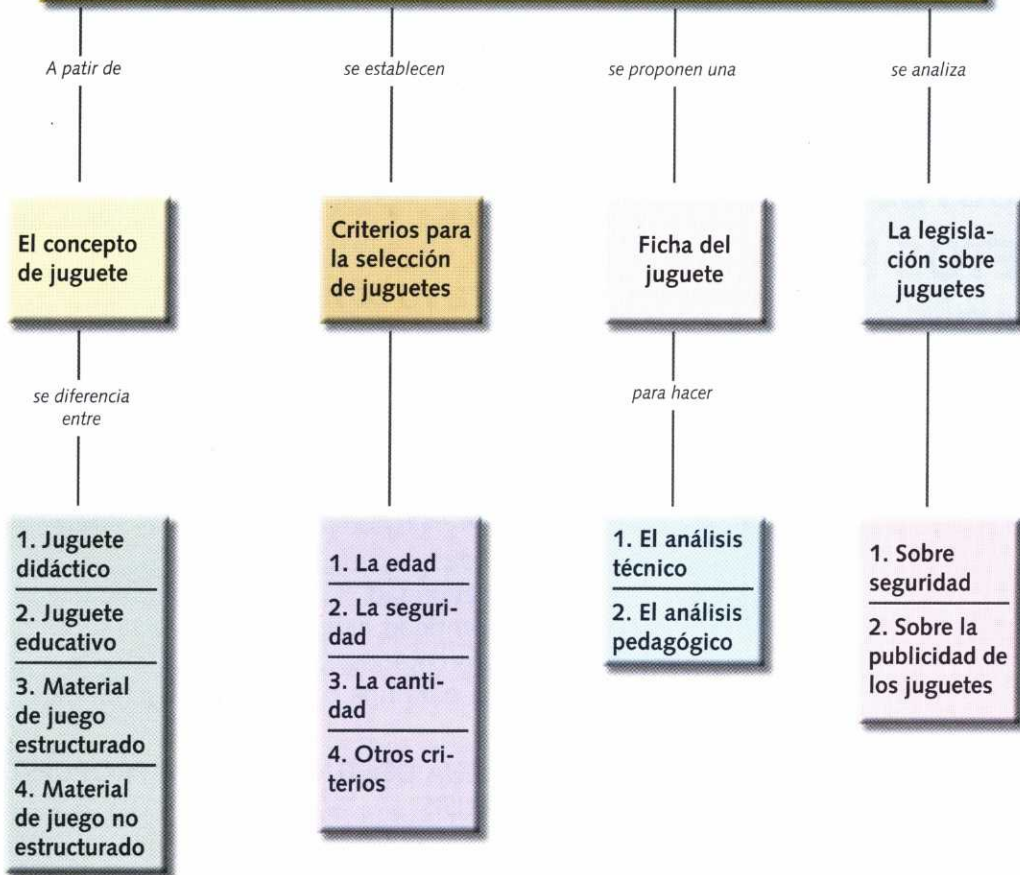 A patir de
se establecen
se proponen una
se analiza
El concepto
de juguete
Criterios para
la selección
de juguetes
Ficha del
juguete
La legisla-
ción sobre
juguetes
se diferencia
entre
para hacer
1. Juguete
didáctico
2. Juguete
educativo
3. Material
de juego
estructurado
4. Material
de juego no
estructurado
1. La edad
2. La seguri-
dad
3. La canti-
dad
4. Otros cri-
terios
1. El análisis
técnico
2. El análisis
pedagógico
1. Sobre
seguridad
2. Sobre la
publicidad de
los juguetes